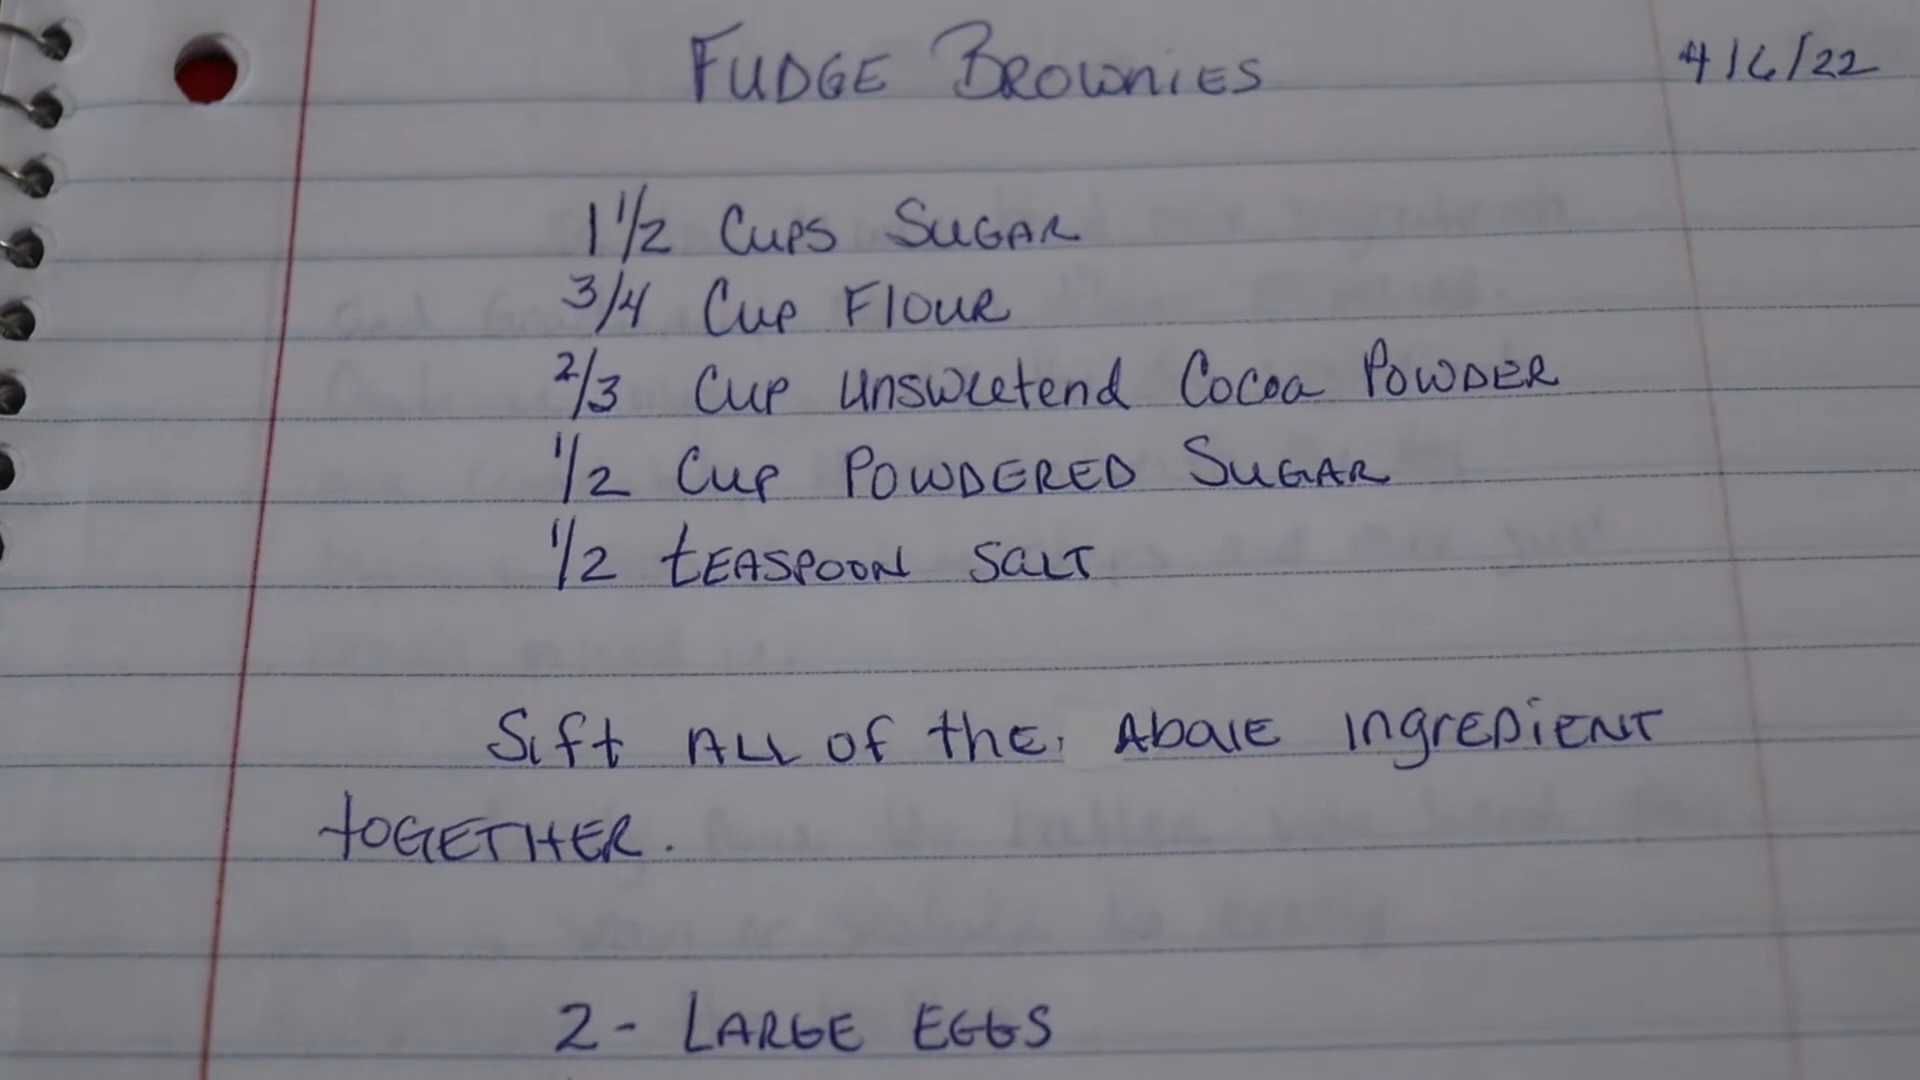 FUDGE BROWNIES 4/6/22
1 1/2 CUPS SUGAR
3/4 CUP FLOUR
2/3 CUP UNSWEETEND COCOA POWDER
1/2 CUP POWDERED SUGAR
1/2 TEASPOON SALT
Sift ALL of the Above INGREDIENT
TOGETHER.
2 - LARGE EGGS